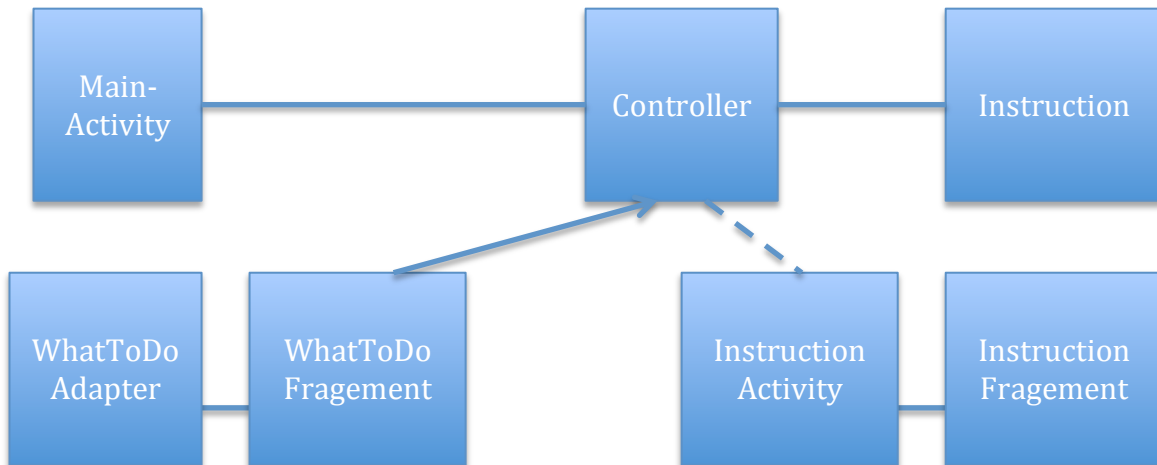 Main-
Activity
Controller
Instruction
WhatToDo
Adapter
WhatToDo
Fragement
Instruction
Activity
Instruction
Fragement